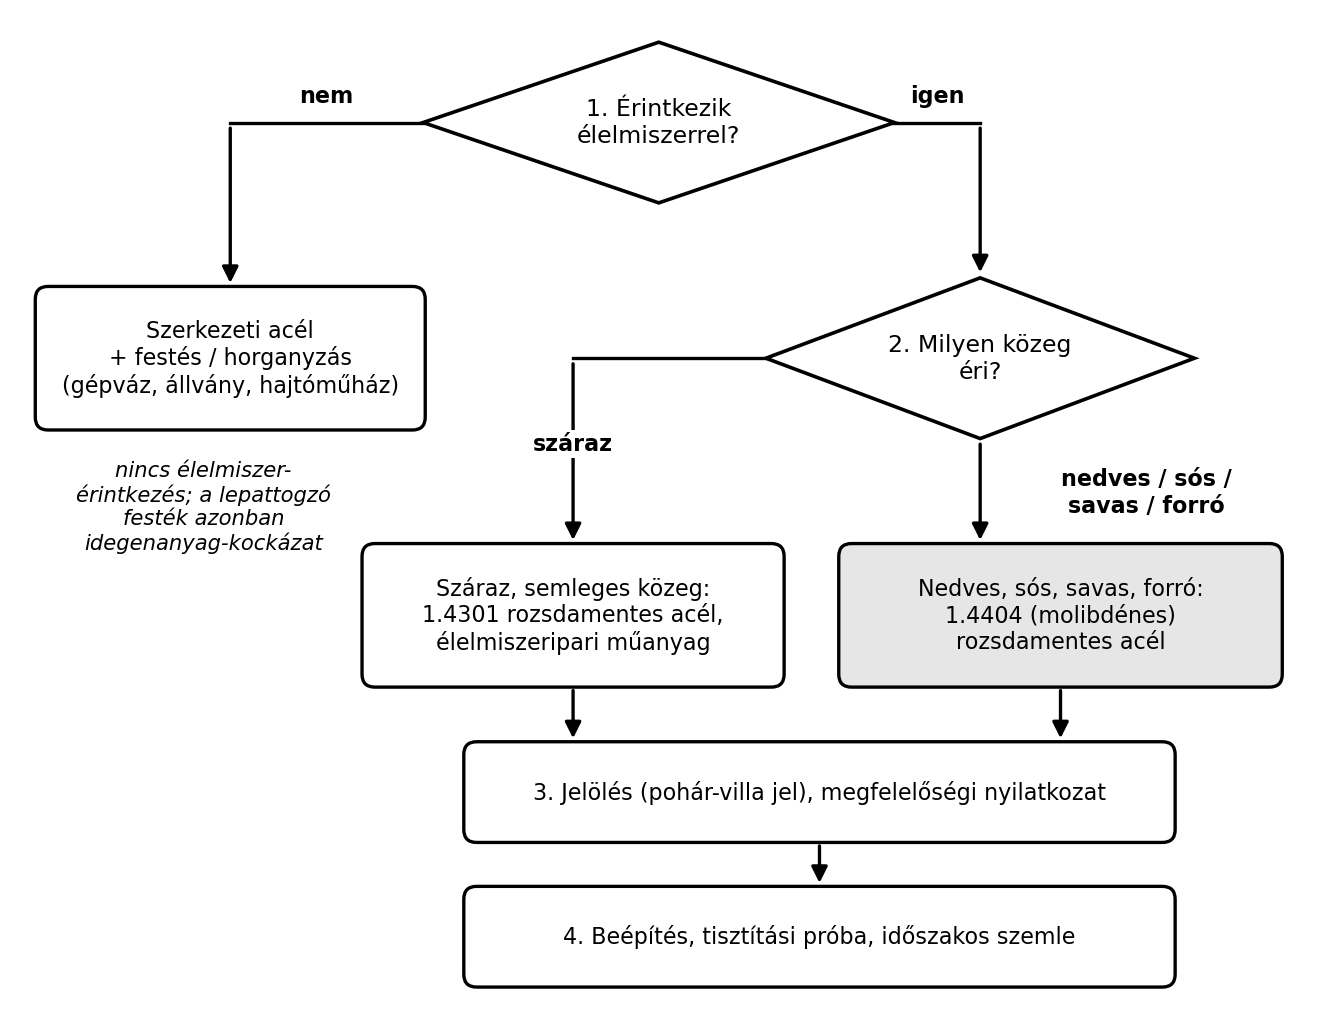 nem
igen
1. Érintkezik
élelmiszerrel?
Szerkezeti acél
+ festés / horganyzás
(gépváz, állvány, hajtóműház)
2. Milyen közeg
éri?
nincs élelmiszer-
érintkezés; a lepattogzó
festék azonban
idegenanyag-kockázat
száraz
nedves / sós /
savas / forró
Száraz, semleges közeg:
1.4301 rozsdamentes acél,
élelmiszeripari műanyag
Nedves, sós, savas, forró:
1.4404 (molibdénes)
rozsdamentes acél
3. Jelölés (pohár-villa jel), megfelelőségi nyilatkozat
4. Beépítés, tisztítási próba, időszakos szemle